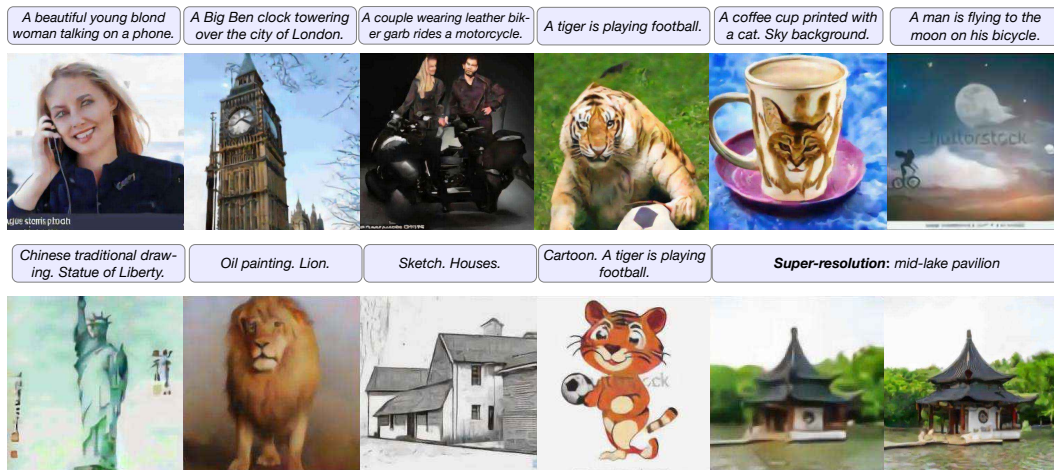 A beautiful young blond
woman talking on a phone.
A Big Ben clock towering
over the city of London.
A couple wearing leather bik-
er garb rides a motorcycle.
A tiger is playing football.
A coffee cup printed with
a cat. Sky background.
A man is flying to the
moon on his bicycle.
Chinese traditional draw-
ing. Statue of Liberty.
Oil painting. Lion.
Sketch. Houses.
Cartoon. A tiger is playing
football.
Super-resolution: mid-lake pavilion